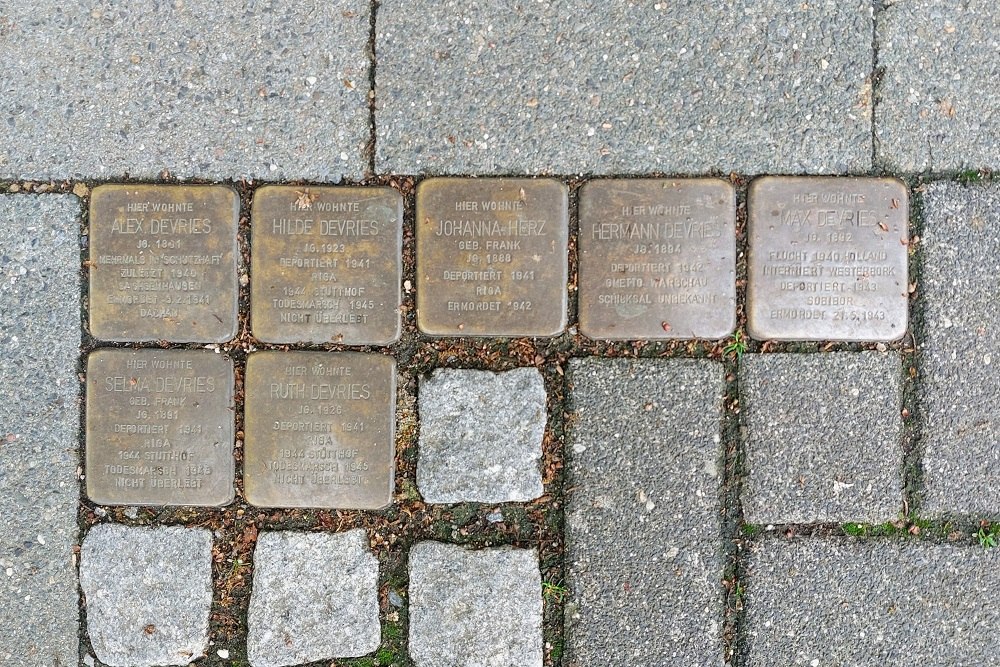 HIER WOHNTE
ALEX DEVRIES
JG. 1881
MEHRMALS IN "SCHUTZHAFT"
ZULETZT 1940
SACHSENHAUSEN
ERMORDET 3.2.1941
DACHAU
HIER WOHNTE
HILDE DEVRIES
JG. 1923
DEPORTIERT 1941
RIGA
1944 STUTTHOF
TODESMARSCH 1945
NICHT ÜBERLEBT
HIER WOHNTE
JOHANNA HERZ
GEB. FRANK
JG. 1868
DEPORTIERT 1941
RIGA
ERMORDET 1942
HIER WOHNTE
HERMANN DEVRIES
JG. 1884
DEPORTIERT 1942
GHETTO WARSCHAU
SCHICKSAL UNBEKANNT
HIER WOHNTE
MAX DEVRIES
JG. 1882
FLUCHT 1940 HOLLAND
INTERNIERT WESTERBORK
DEPORTIERT 1943
SOBIBOR
ERMORDET 21.5.1943
HIER WOHNTE
SELMA DEVRIES
GEB. FRANK
JG. 1891
DEPORTIERT 1941
RIGA
1944 STUTTHOF
TODESMARSCH 1945
NICHT ÜBERLEBT
HIER WOHNTE
RUTH DEVRIES
JG. 1926
DEPORTIERT 1941
RIGA
1944 STUTTHOF
TODESMARSCH 1945
NICHT ÜBERLEBT